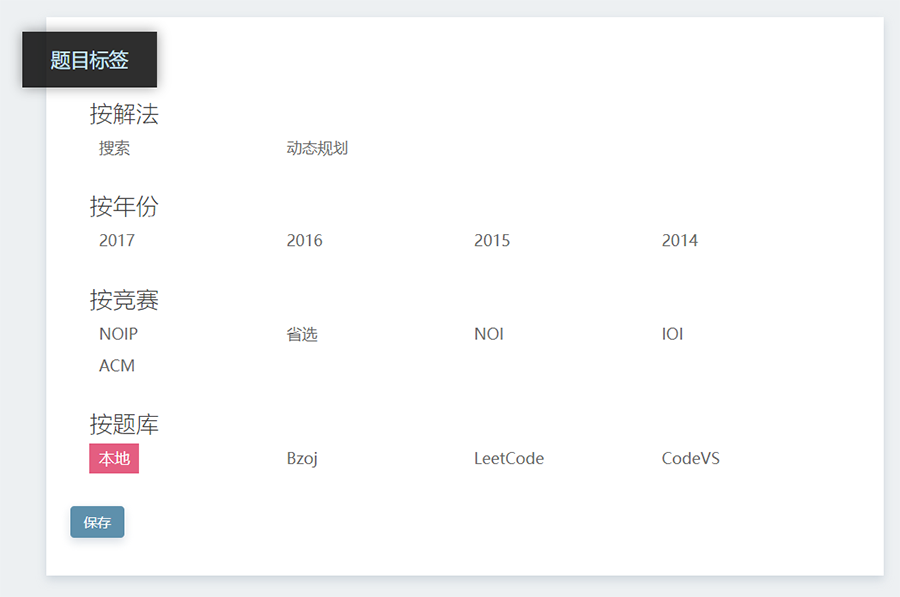 题目标签
按解法
搜索 动态规划
按年份
2017 2016 2015 2014
按竞赛
NOIP 省选 NOI IOI
ACM
按题库
本地 Bzoj LeetCode CodeVS
保存